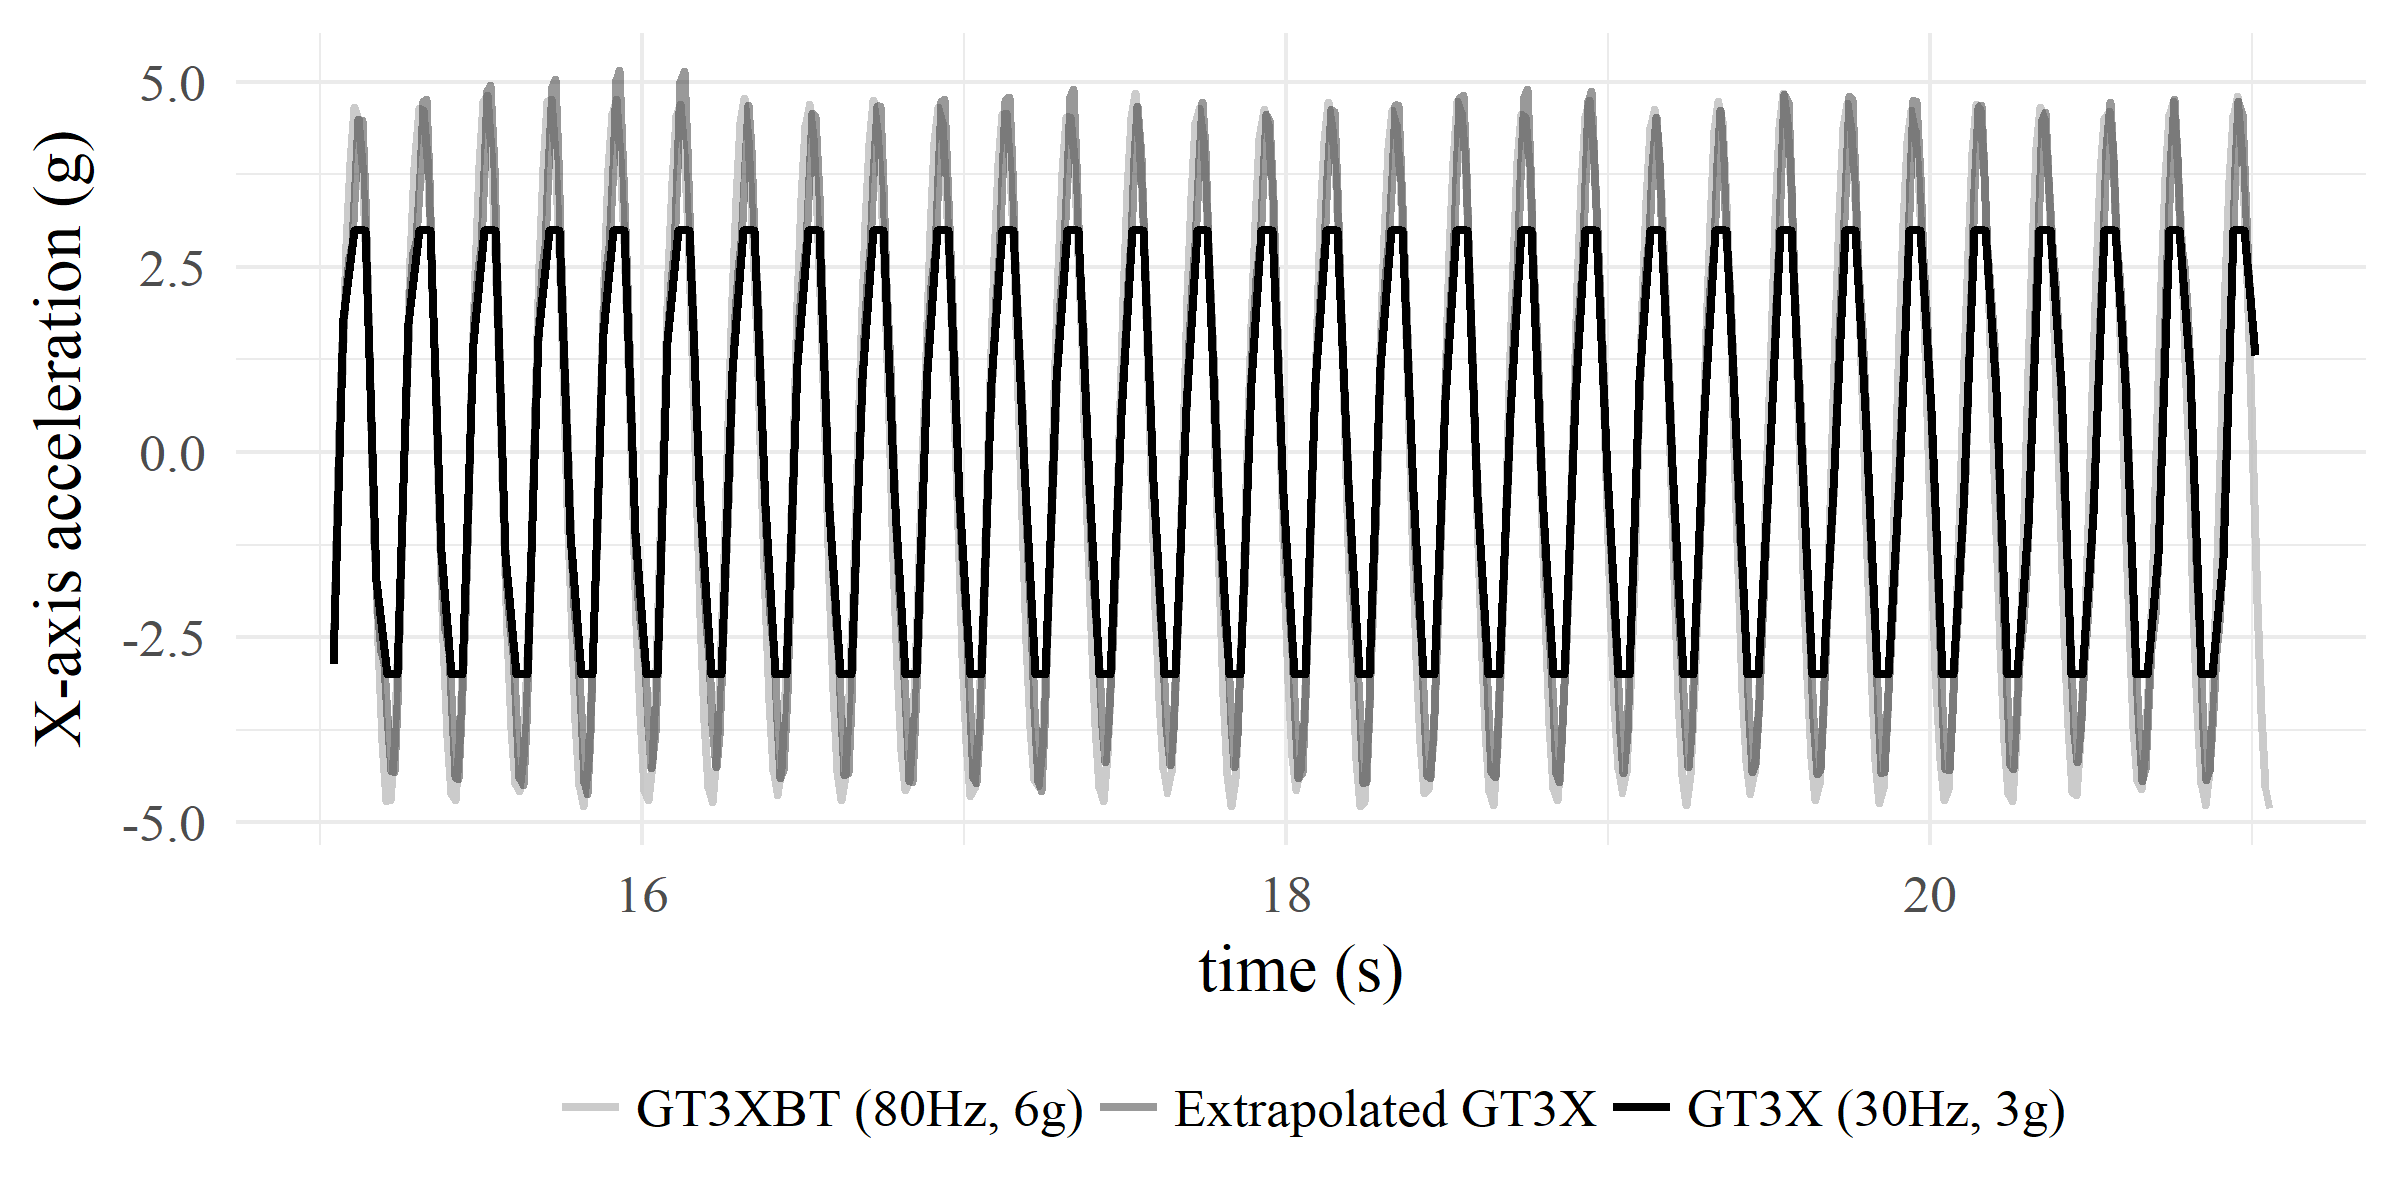 X-axis acceleration (g)
5.0
2.5
0.0
-2.5
-5.0
16 18 20
time (s)
GT3XBT (80Hz, 6g) Extrapolated GT3X GT3X (30Hz, 3g)